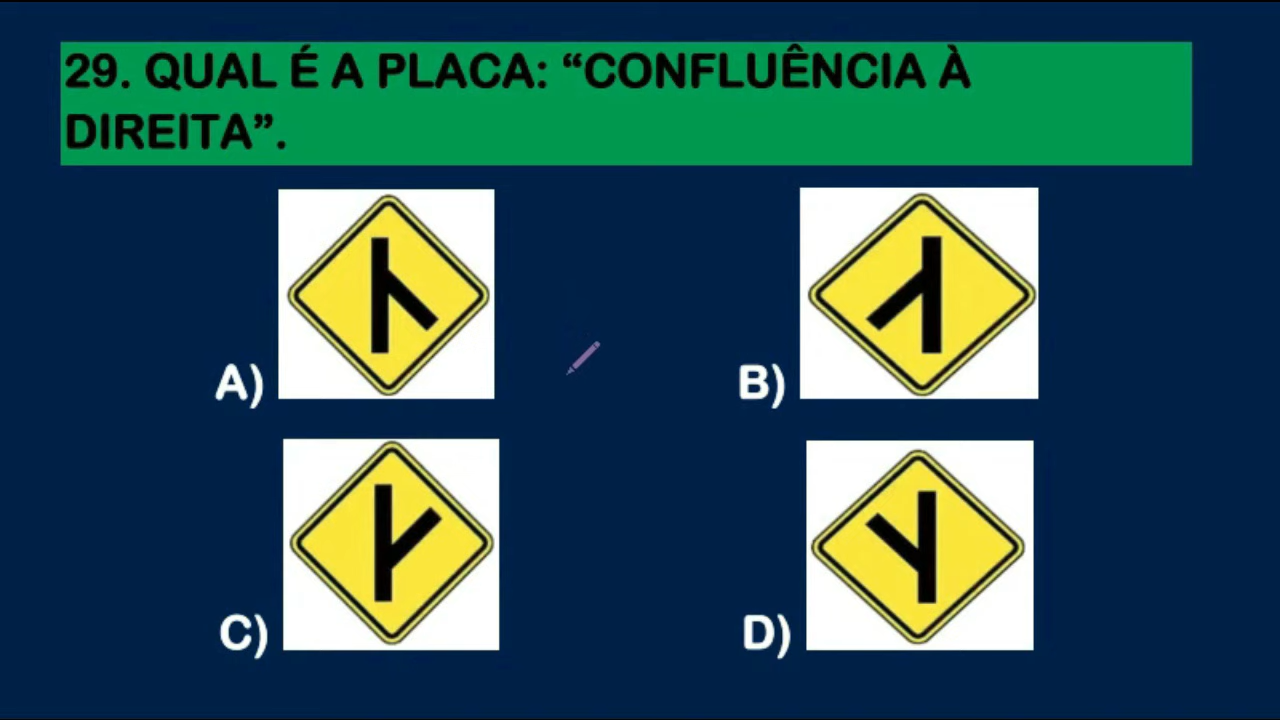 29. QUAL É A PLACA: “CONFLUÊNCIA À
DIREITA”.
A)
B)
C)
D)